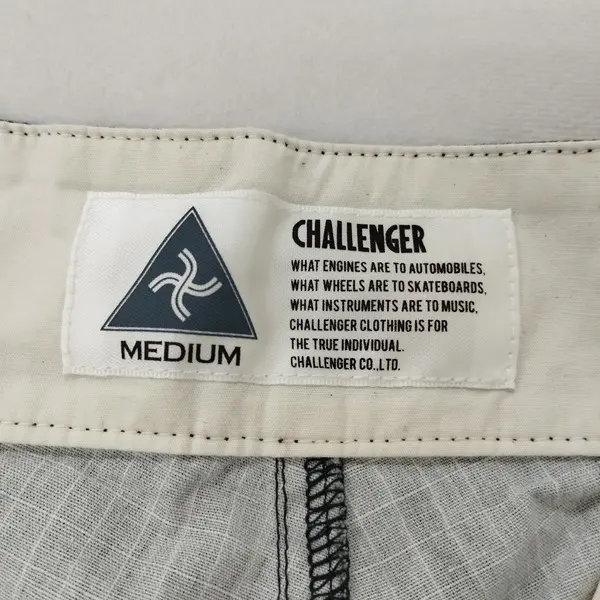 CHALLENGER
WHAT ENGINES ARE TO AUTOMOBILES,
WHAT WHEELS ARE TO SKATEBOARDS,
WHAT INSTRUMENTS ARE TO MUSIC,
CHALLENGER CLOTHING IS FOR
THE TRUE INDIVIDUAL.
CHALLENGER CO.,LTD.
MEDIUM